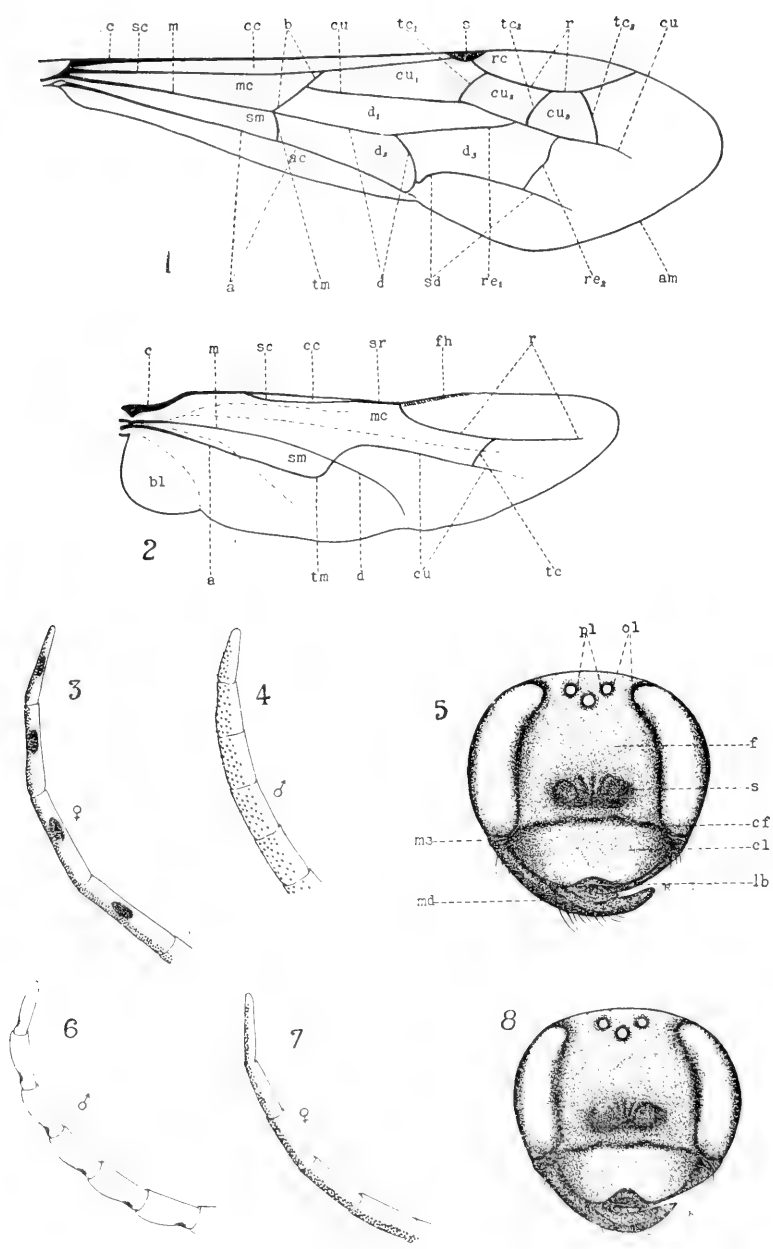 c sc m cc b cu tc₁ s tc₂ r tc₃ cu
rc
cu₁
mc cu₂ cu₃
sm d₁
d₂ d₃
ac
1
a tm d sd re₁ re₂ am
c m sc cc sr fh r
mc
sm
bl
2
a tm d cu tc
pl ol
3 4 5
f
♂
s
♀
cf
cl
lb
md
6 7 8
♂ ♀